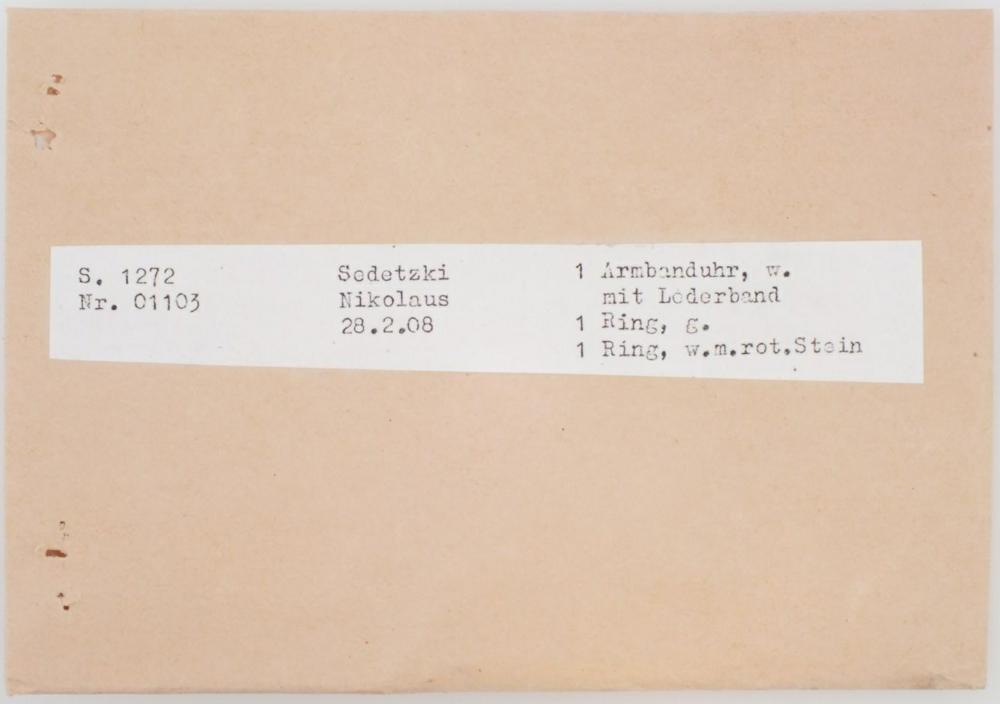 S. 1272
Nr. 01103
Sedetzki
Nikolaus
28.2.08
1 Armbanduhr, w.
mit Lederband
1 Ring, g.
1 Ring, w.m.rot.Stein